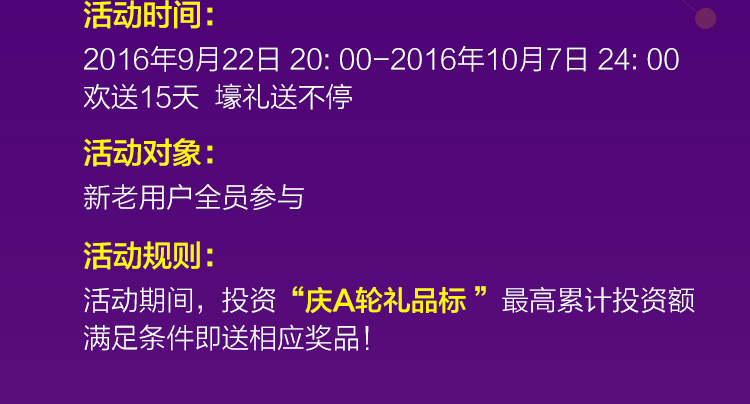 活动时间：
2016年9月22日 20: 00-2016年10月7日 24: 00
欢送15天 壕礼送不停
活动对象：
新老用户全员参与
活动规则：
活动期间，投资“庆A轮礼品标 ”最高累计投资额
满足条件即送相应奖品！